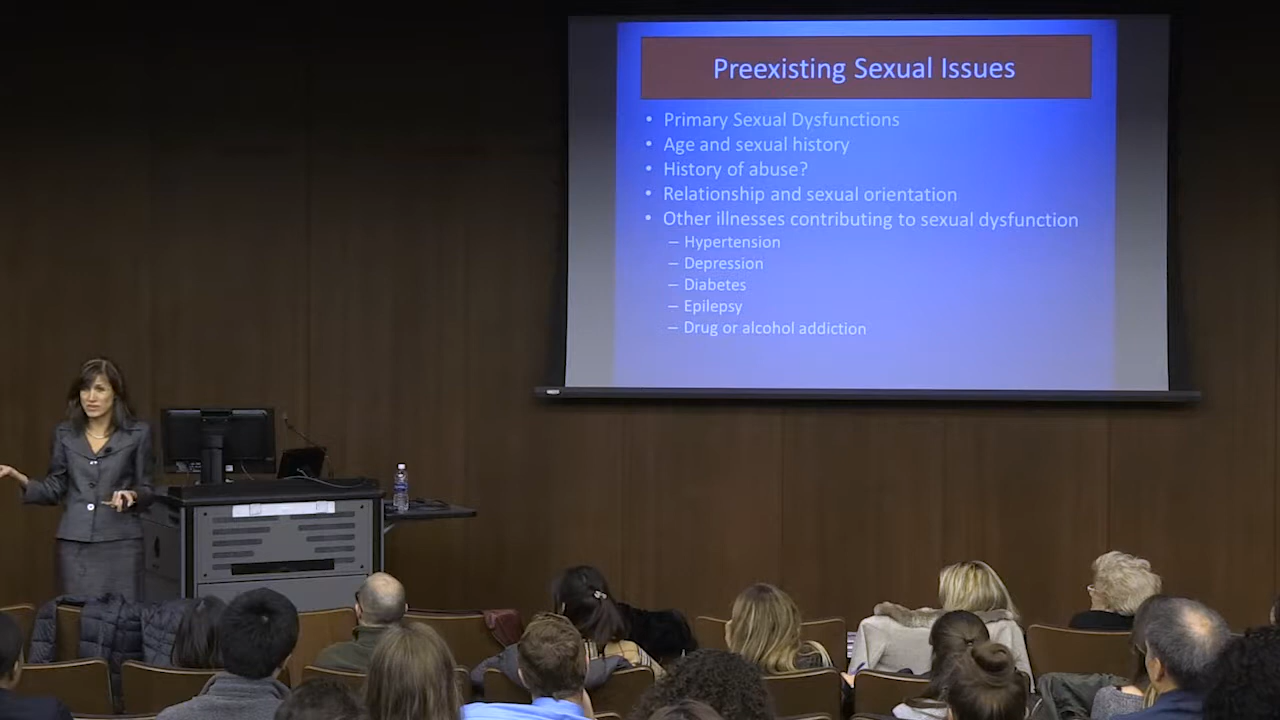 Preexisting Sexual Issues
• Primary Sexual Dysfunctions
• Age and sexual history
• History of abuse?
• Relationship and sexual orientation
• Other illnesses contributing to sexual dysfunction
– Hypertension
– Depression
– Diabetes
– Epilepsy
– Drug or alcohol addiction